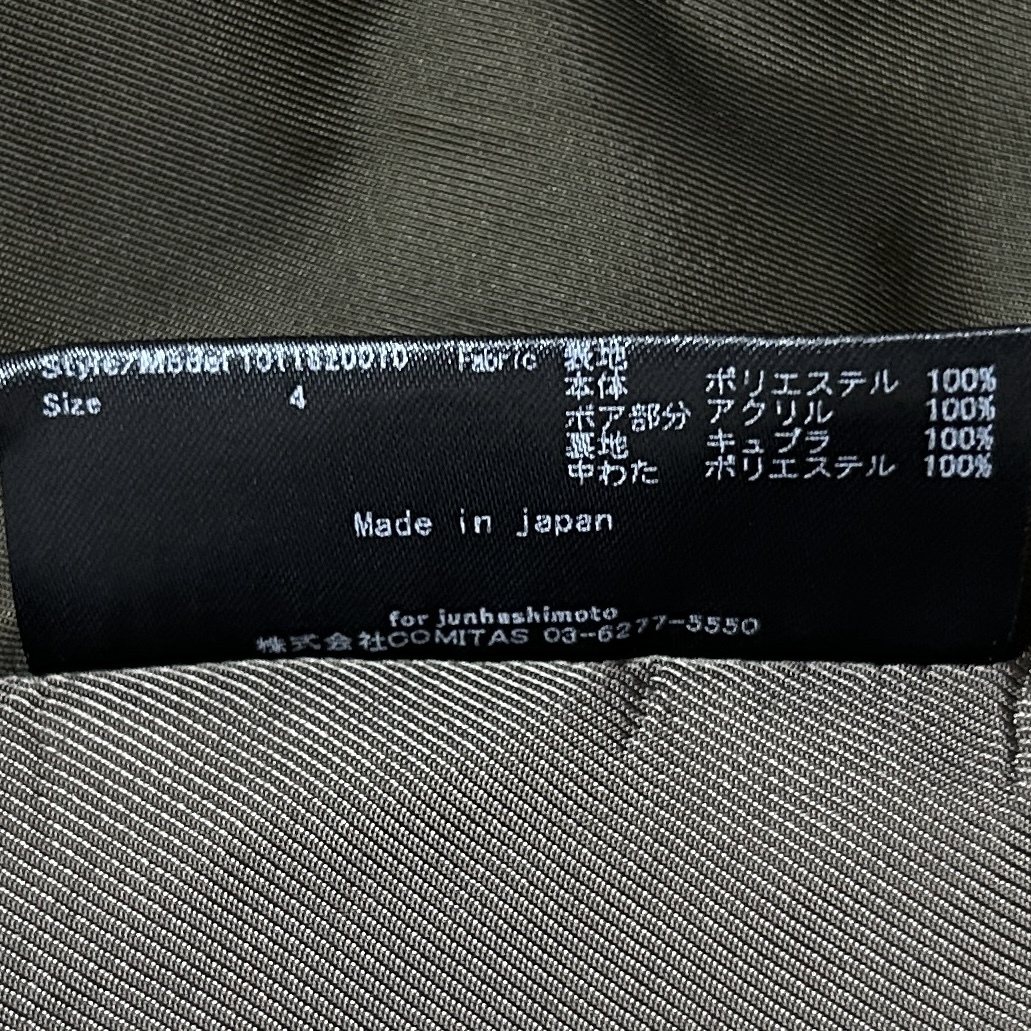 Style/Model 1011620010 Fabric 表地
本体 ポリエステル 100%
Size 4
ボア部分 アクリル 100%
裏地 キュプラ 100%
中わた ポリエステル 100%
Made in japan
for junhashimoto
株式会社COMITAS 03-6277-5550